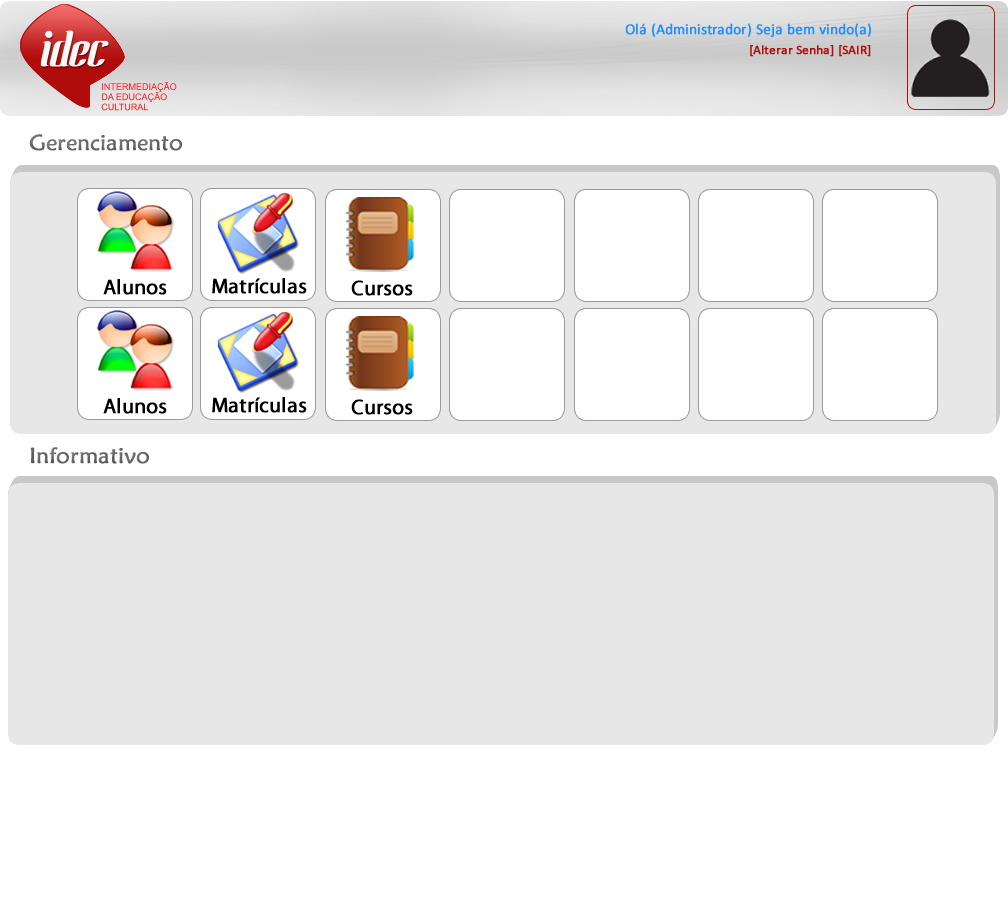 idec
INTERMEDIAÇÃO
DA EDUCAÇÃO
CULTURAL
Olá (Administrador) Seja bem vindo(a)
[Alterar Senha] [SAIR]
Gerenciamento
Alunos
Matrículas
Cursos
Alunos
Matrículas
Cursos
Informativo